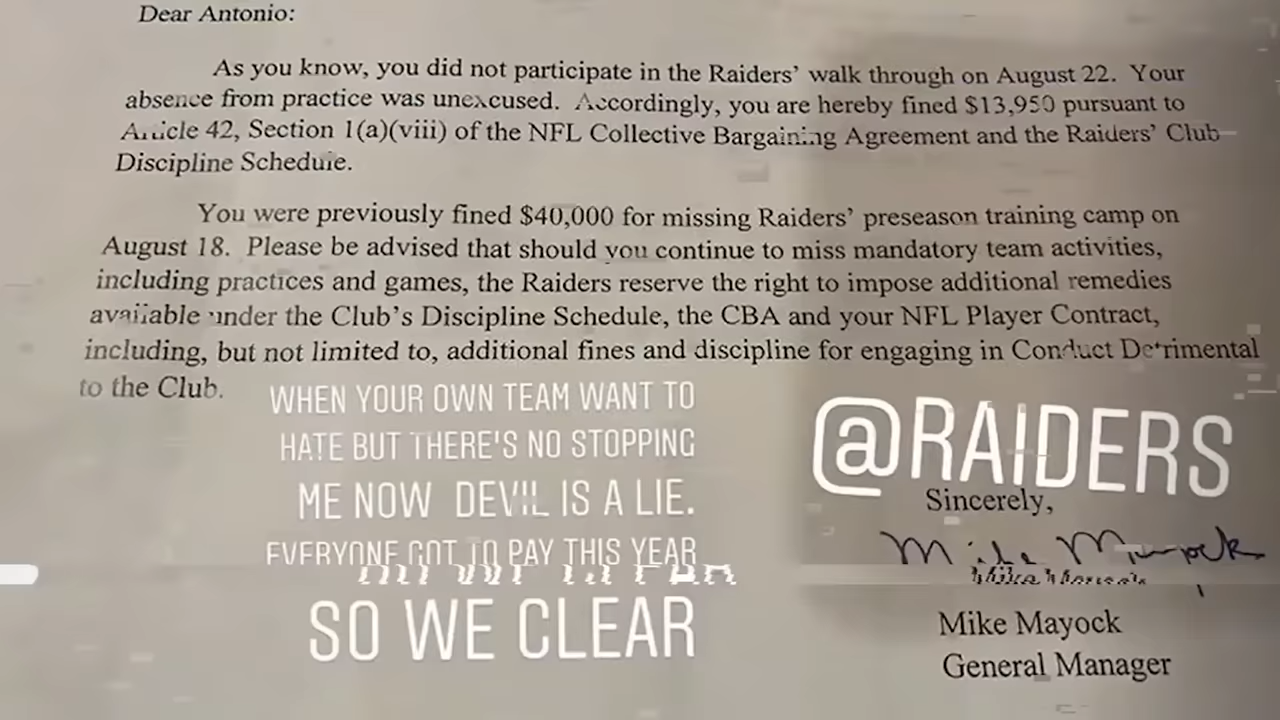 Dear Antonio:
As you know, you did not participate in the Raiders' walk through on August 22. Your
absence from practice was unexcused. Accordingly, you are hereby fined $13,950 pursuant to
Article 42, Section 1(a)(viii) of the NFL Collective Bargaining Agreement and the Raiders' Club
Discipline Schedule.
You were previously fined $40,000 for missing Raiders' preseason training camp on
August 18. Please be advised that should you continue to miss mandatory team activities,
including practices and games, the Raiders reserve the right to impose additional remedies
available under the Club's Discipline Schedule, the CBA and your NFL Player Contract,
including, but not limited to, additional fines and discipline for engaging in Conduct Detrimental
to the Club.
WHEN YOUR OWN TEAM WANT TO
HATE BUT THERE'S NO STOPPING
ME NOW DEVIL IS A LIE.
EVERYONE GOT TO PAY THIS YEAR
SO WE CLEAR
@RAIDERS
Sincerely,
Mike Mayock
Mike Mayock
General Manager